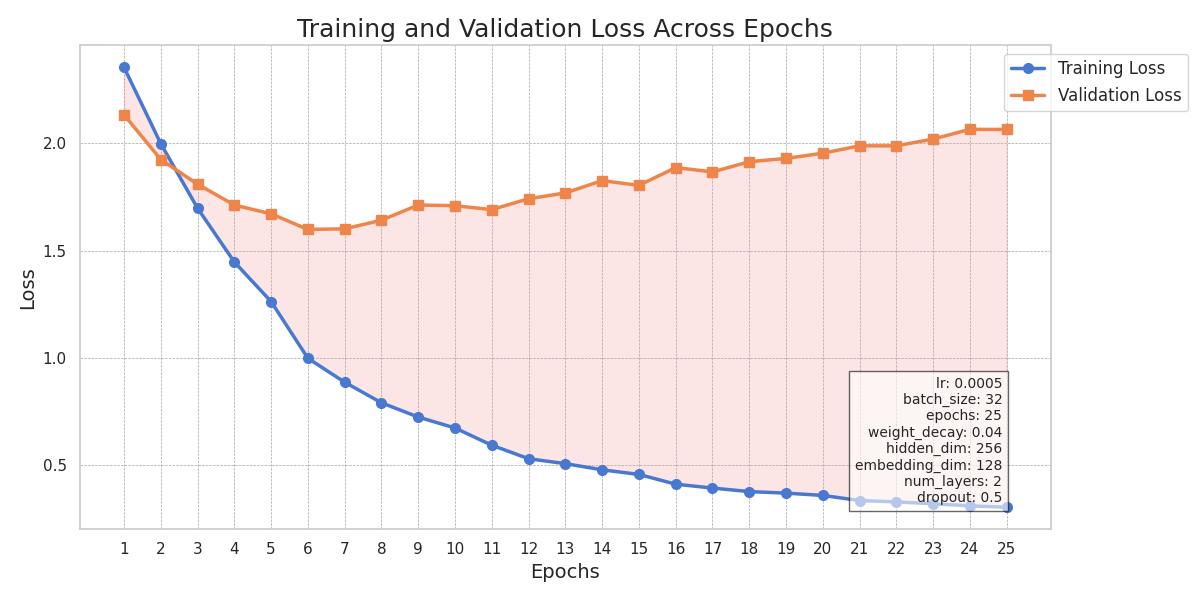 Training and Validation Loss Across Epochs
Training Loss
Validation Loss
Loss
2.0
1.5
1.0
0.5
lr: 0.0005
batch_size: 32
epochs: 25
weight_decay: 0.04
hidden_dim: 256
embedding_dim: 128
num_layers: 2
dropout: 0.5
1 2 3 4 5 6 7 8 9 10 11 12 13 14 15 16 17 18 19 20 21 22 23 24 25
Epochs